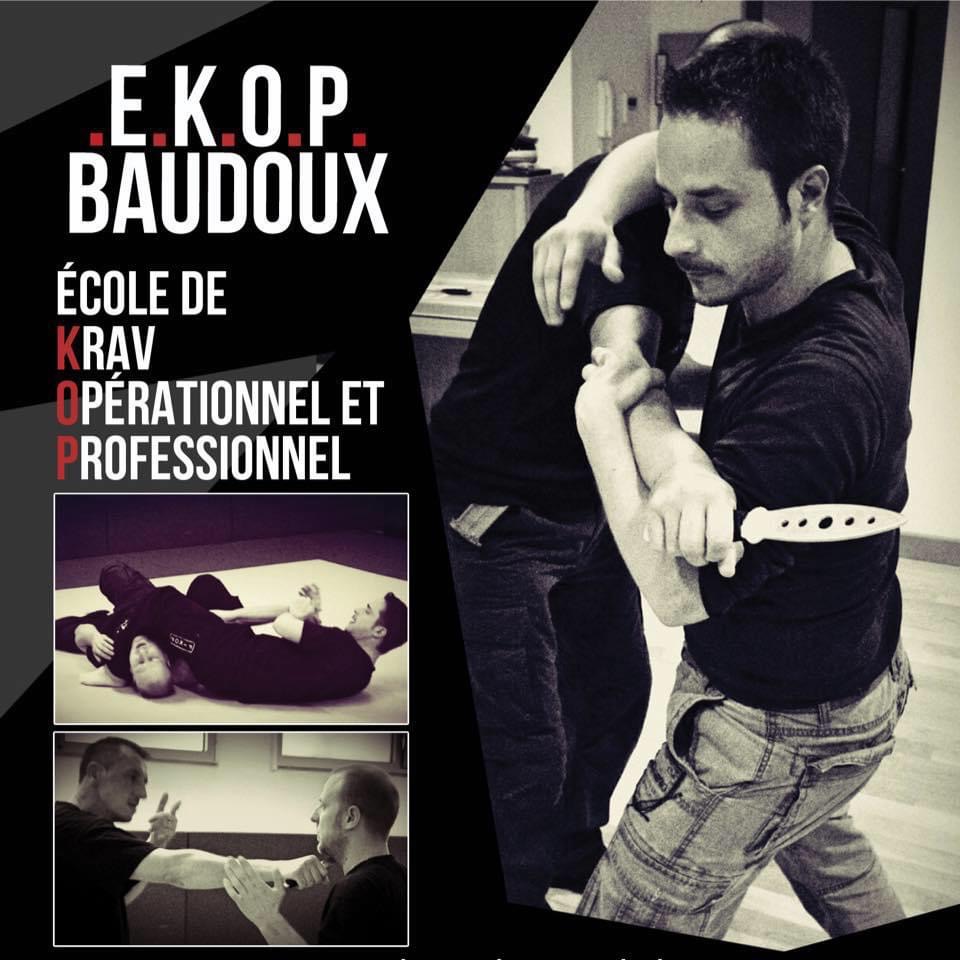 .E.K.O.P.
BAUDOUX
ÉCOLE DE
KRAV
OPÉRATIONNEL ET
PROFESSIONNEL